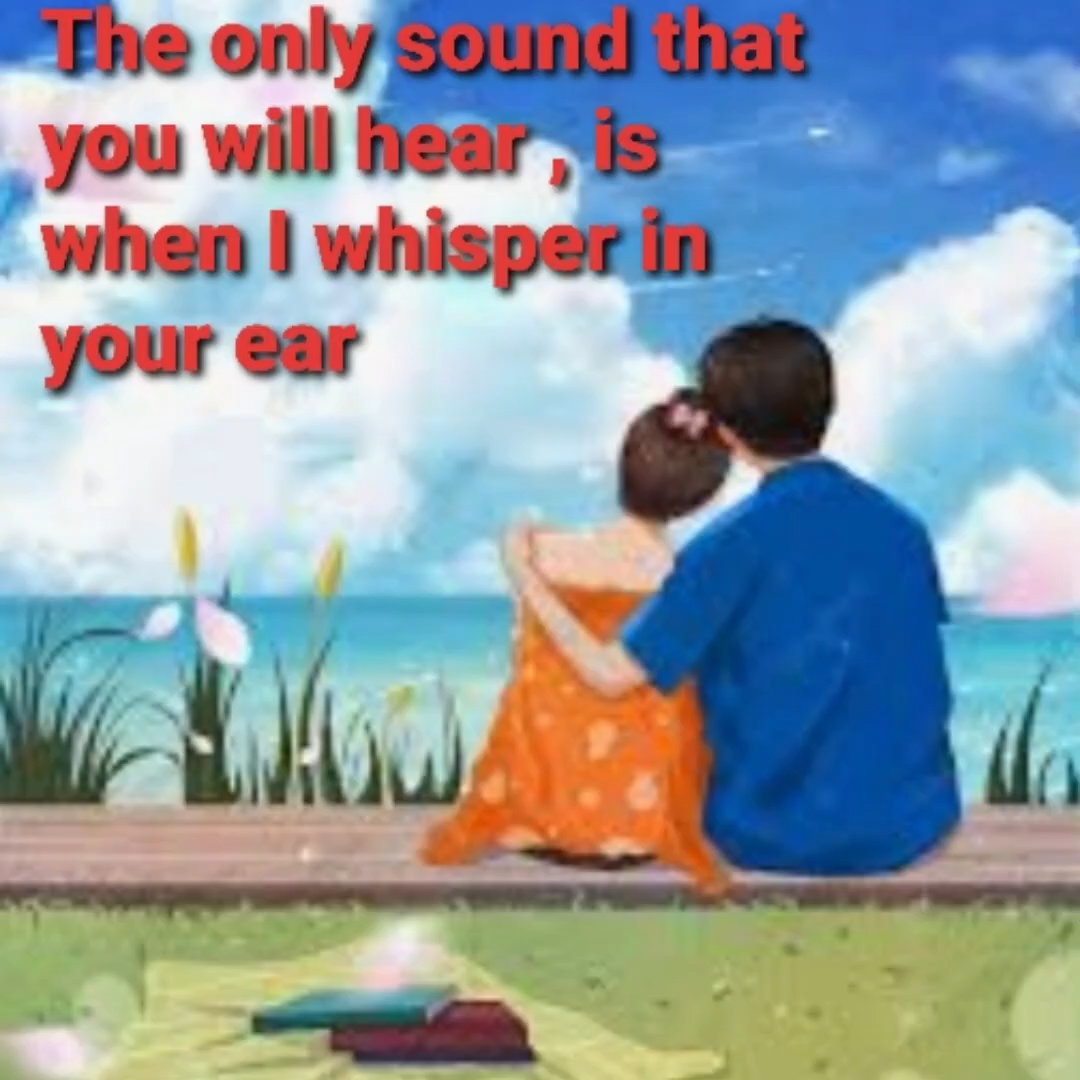 The only sound that
you will hear , is
when I whisper in
your ear